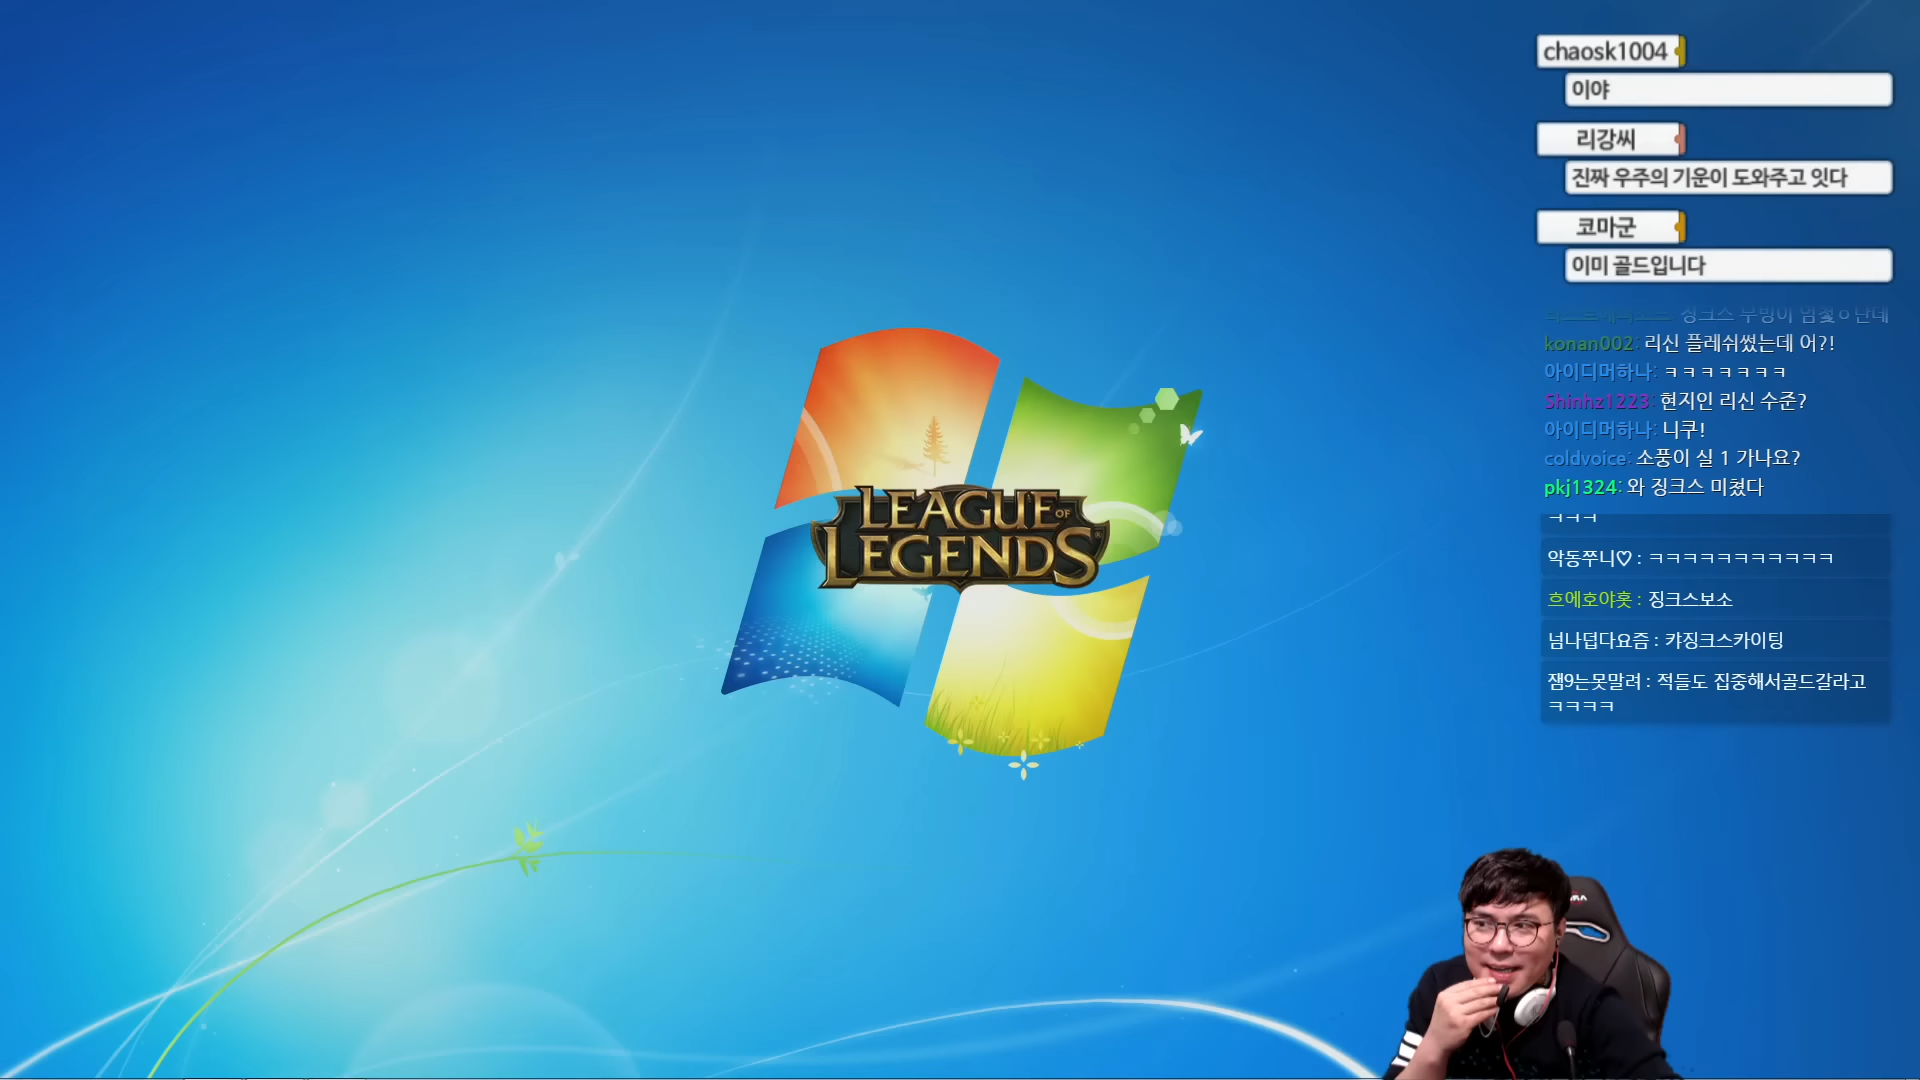 chaosk1004
이야
리강씨
진짜 우주의 기운이 도와주고 잇다
코마군
이미 골드입니다
konan002: 리신 플레쉬썼는데 어?!
아이디머하나: ㅋㅋㅋㅋㅋㅋㅋ
Shinhz1223: 현지인 리신 수준?
아이디머하나: 니쿠!
coldvoice: 소풍이 실 1 가나요?
pkj1324: 와 징크스 미쳤다
ㅋㅋㅋ
악동쭈니♡ : ㅋㅋㅋㅋㅋㅋㅋㅋㅋㅋㅋ
흐에호야홋 : 징크스보소
넘나덥다요즘 : 캬징크스카이팅
잼9는못말려 : 적들도 집중해서골드갈라고
ㅋㅋㅋㅋ
LEAGUE OF
LEGENDS